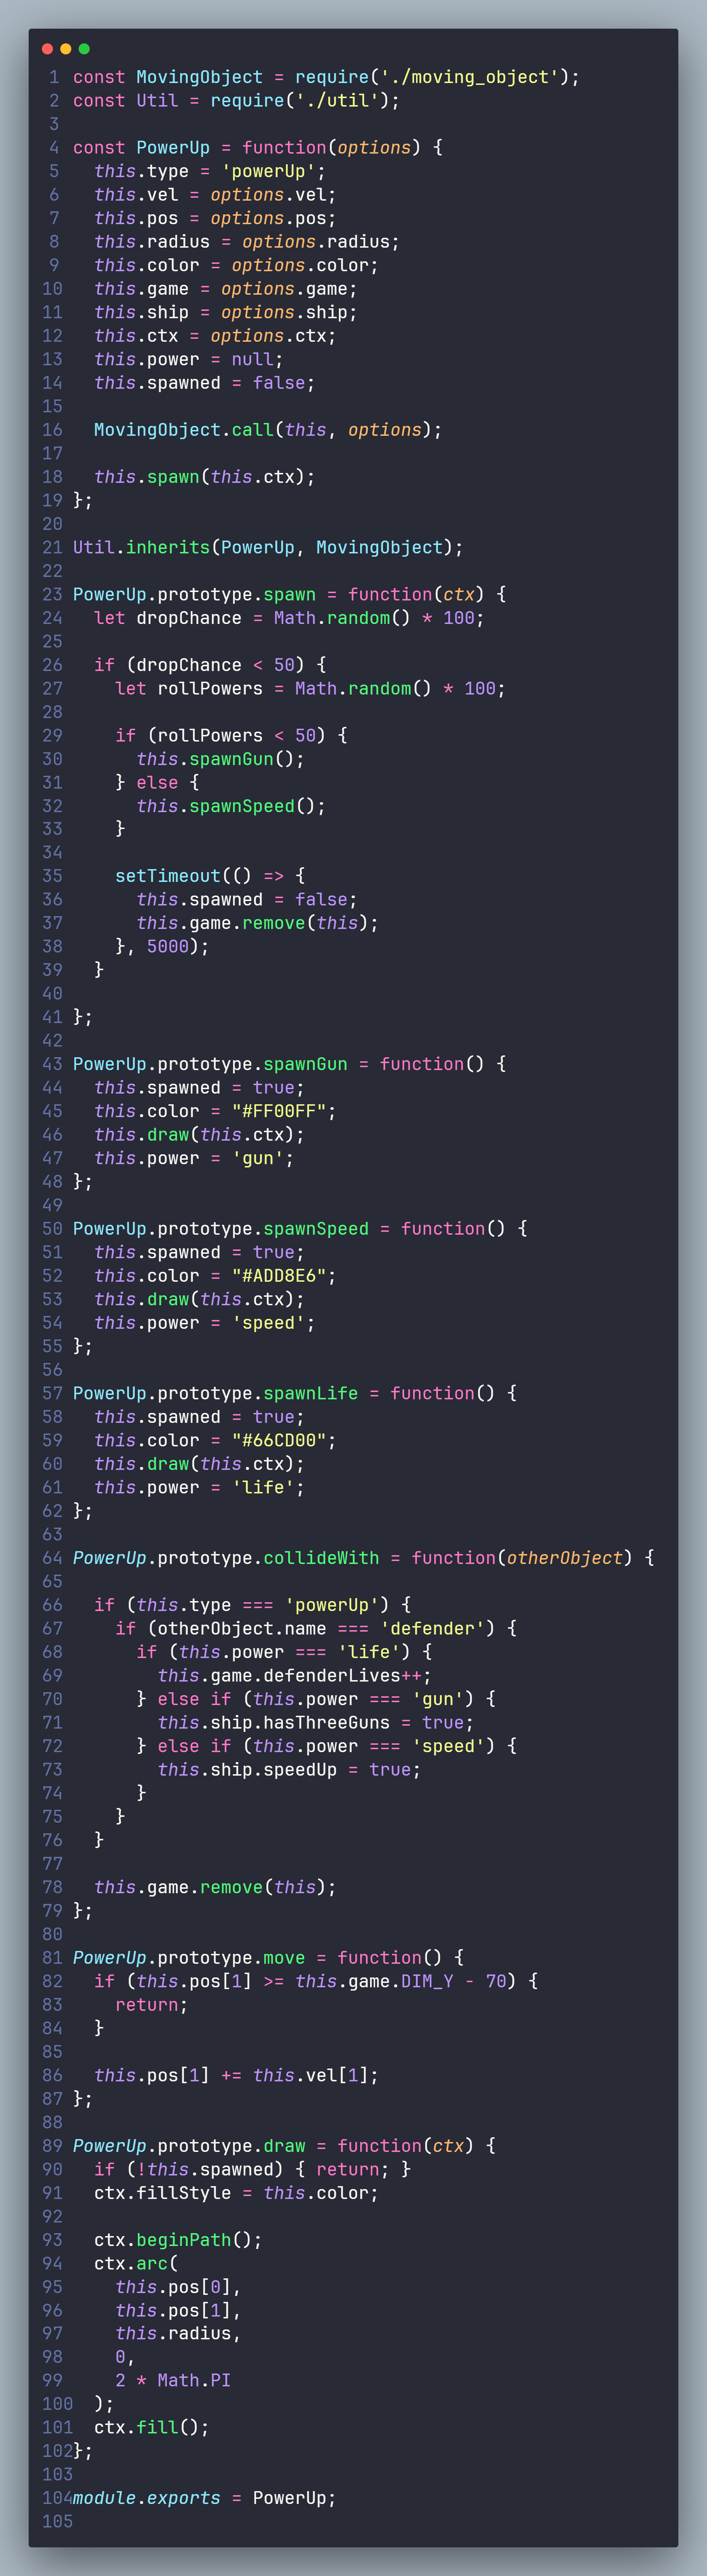 1 const MovingObject = require('./moving_object');
2 const Util = require('./util');
3
4 const PowerUp = function(options) {
5   this.type = 'powerUp';
6   this.vel = options.vel;
7   this.pos = options.pos;
8   this.radius = options.radius;
9   this.color = options.color;
10   this.game = options.game;
11   this.ship = options.ship;
12   this.ctx = options.ctx;
13   this.power = null;
14   this.spawned = false;
15
16   MovingObject.call(this, options);
17
18   this.spawn(this.ctx);
19 };
20
21 Util.inherits(PowerUp, MovingObject);
22
23 PowerUp.prototype.spawn = function(ctx) {
24   let dropChance = Math.random() * 100;
25
26   if (dropChance < 50) {
27     let rollPowers = Math.random() * 100;
28
29     if (rollPowers < 50) {
30       this.spawnGun();
31     } else {
32       this.spawnSpeed();
33     }
34
35     setTimeout(() => {
36       this.spawned = false;
37       this.game.remove(this);
38     }, 5000);
39   }
40
41 };
42
43 PowerUp.prototype.spawnGun = function() {
44   this.spawned = true;
45   this.color = "#FF00FF";
46   this.draw(this.ctx);
47   this.power = 'gun';
48 };
49
50 PowerUp.prototype.spawnSpeed = function() {
51   this.spawned = true;
52   this.color = "#ADD8E6";
53   this.draw(this.ctx);
54   this.power = 'speed';
55 };
56
57 PowerUp.prototype.spawnLife = function() {
58   this.spawned = true;
59   this.color = "#66CD00";
60   this.draw(this.ctx);
61   this.power = 'life';
62 };
63
64 PowerUp.prototype.collideWith = function(otherObject) {
65
66   if (this.type === 'powerUp') {
67     if (otherObject.name === 'defender') {
68       if (this.power === 'life') {
69         this.game.defenderLives++;
70       } else if (this.power === 'gun') {
71         this.ship.hasThreeGuns = true;
72       } else if (this.power === 'speed') {
73         this.ship.speedUp = true;
74       }
75     }
76   }
77
78   this.game.remove(this);
79 };
80
81 PowerUp.prototype.move = function() {
82   if (this.pos[1] >= this.game.DIM_Y - 70) {
83     return;
84   }
85
86   this.pos[1] += this.vel[1];
87 };
88
89 PowerUp.prototype.draw = function(ctx) {
90   if (!this.spawned) { return; }
91   ctx.fillStyle = this.color;
92
93   ctx.beginPath();
94   ctx.arc(
95     this.pos[0],
96     this.pos[1],
97     this.radius,
98     0,
99     2 * Math.PI
100   );
101   ctx.fill();
102 };
103
104 module.exports = PowerUp;
105